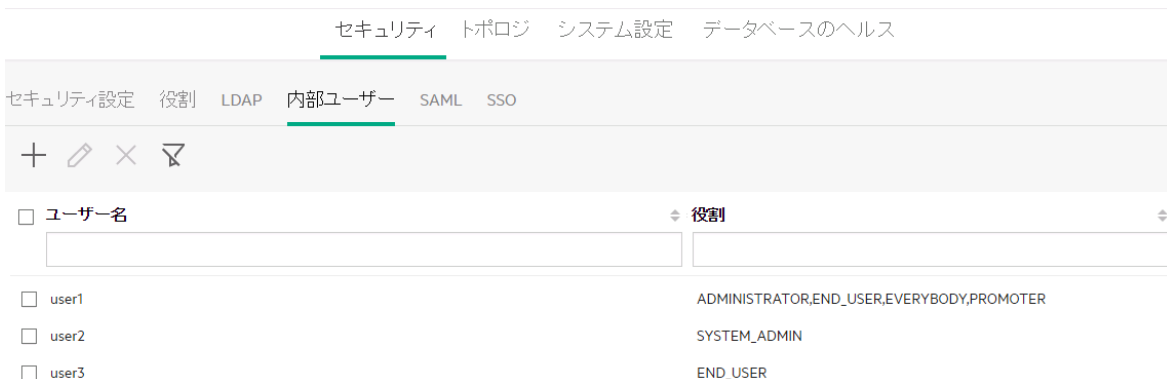 セキュリティ トポロジ システム設定 データベースのヘルス
セキュリティ設定 役割 LDAP 内部ユーザー SAML SSO
ユーザー名 役割
user1 ADMINISTRATOR,END_USER,EVERYBODY,PROMOTER
user2 SYSTEM_ADMIN
user3 END_USER